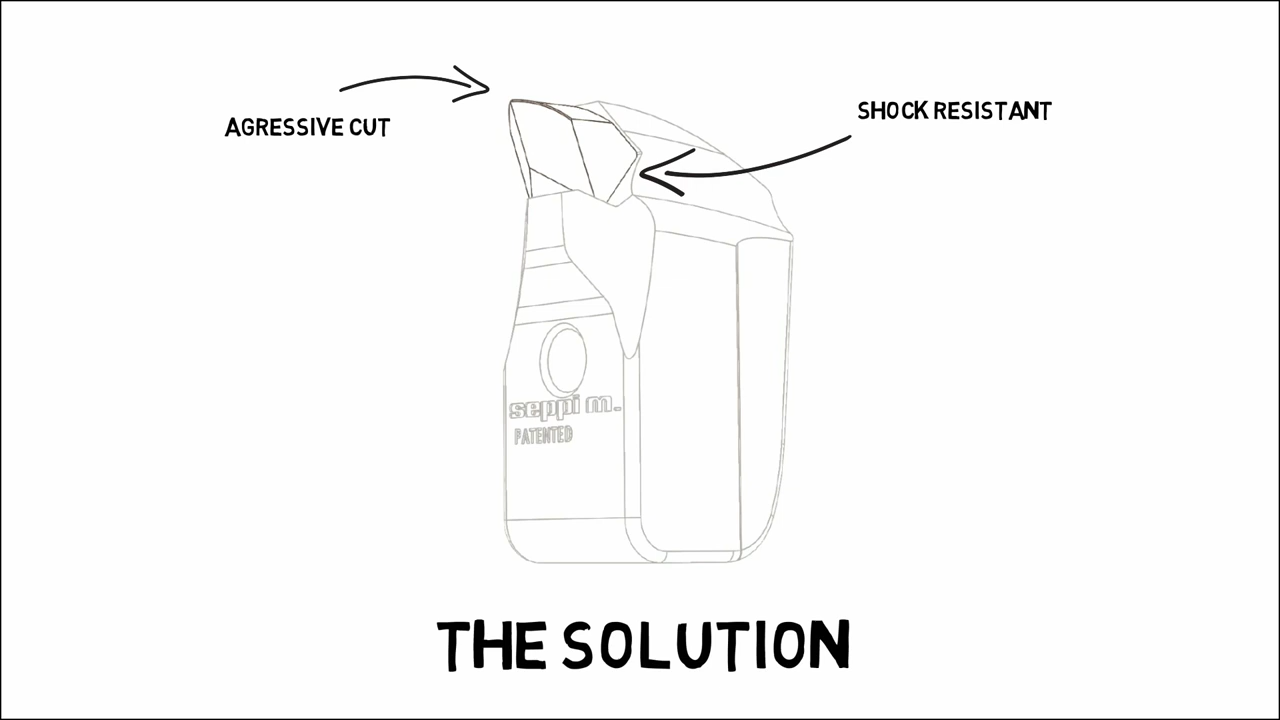 AGRESSIVE CUT
SHOCK RESISTANT
seppi m.
PATENTED
THE SOLUTION